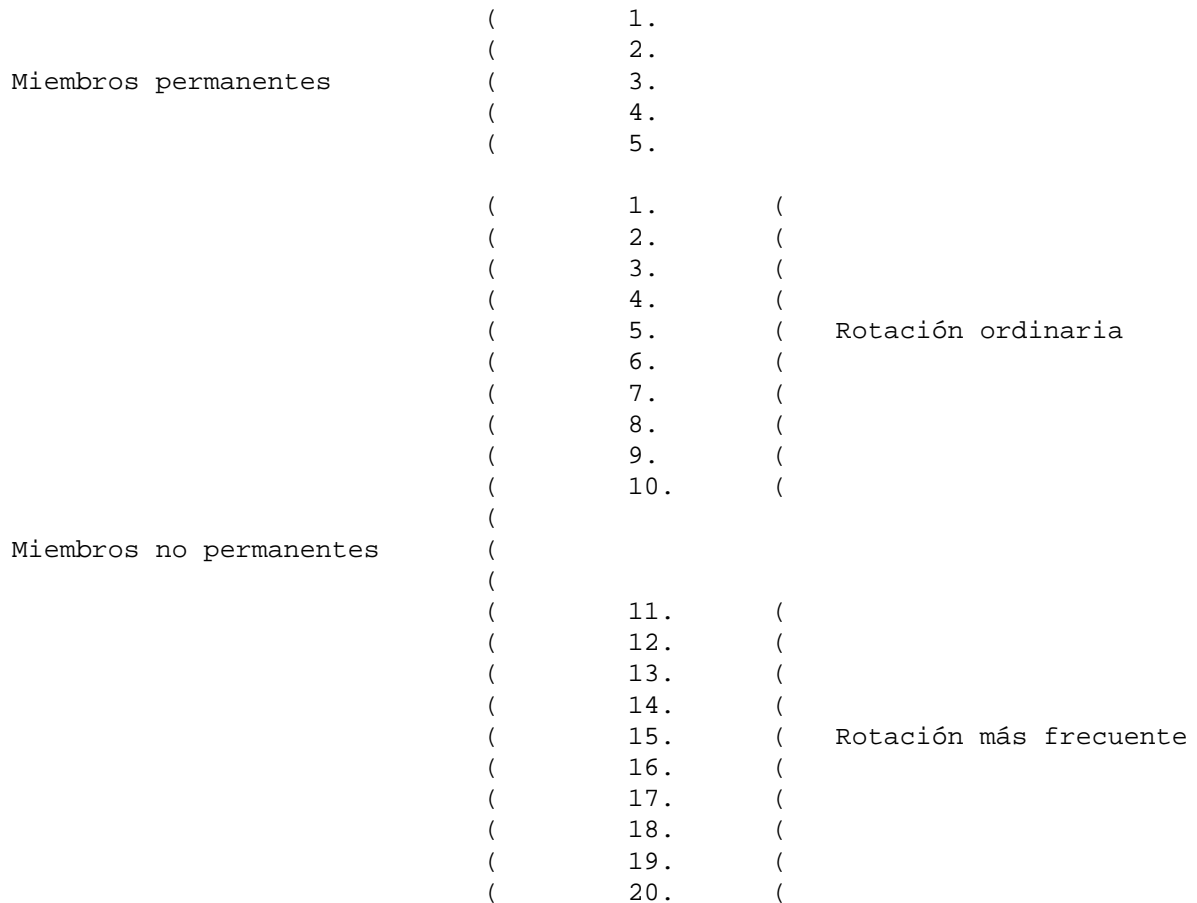 ( 1.
( 2.
Miembros permanentes ( 3.
( 4.
( 5.
( 1. (
( 2. (
( 3. (
( 4. (
( 5. ( Rotación ordinaria
( 6. (
( 7. (
( 8. (
( 9. (
( 10. (
(
Miembros no permanentes (
(
( 11. (
( 12. (
( 13. (
( 14. (
( 15. ( Rotación más frecuente
( 16. (
( 17. (
( 18. (
( 19. (
( 20. (